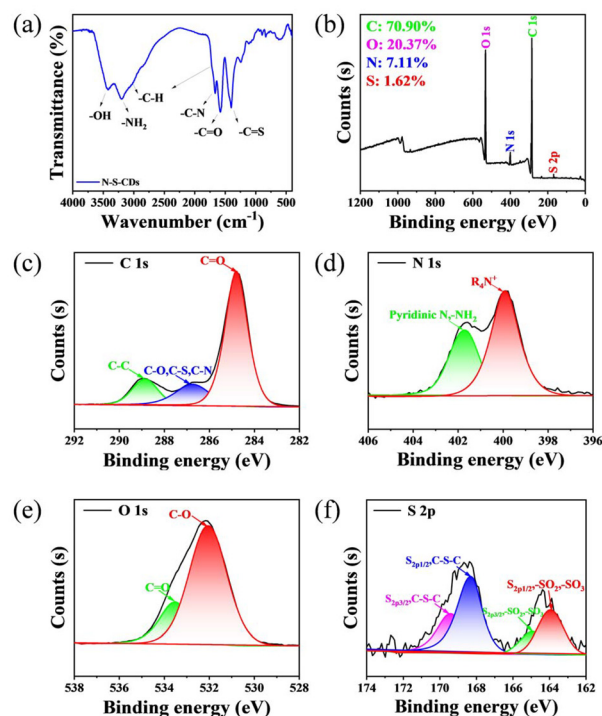 (a)
Transmittance (%)
-OH
-NH₂
-C-H
-C-N
-C=O
-C=S
N-S-CDs
4000 3500 3000 2500 2000 1500 1000 500
Wavenumber (cm⁻¹)
(b)
Counts (s)
C: 70.90%
O: 20.37%
N: 7.11%
S: 1.62%
O 1s
C 1s
N 1s
S 2p
1200 1000 800 600 400 200 0
Binding energy (eV)
(c)
Counts (s)
C 1s
C=O
C-C
C-O,C-S,C-N
292 290 288 286 284 282
Binding energy (eV)
(d)
Counts (s)
N 1s
R₄N⁺
Pyridinic N,-NH₂
406 404 402 400 398 396
Binding energy (eV)
(e)
Counts (s)
O 1s
C-O
C=O
538 536 534 532 530 528
Binding energy (eV)
(f)
Counts (s)
S 2p
S2p1/2,C-S-C
S2p3/2,C-S-C
S2p1/2,-SO₂,-SO₃
S2p3/2,-SO₂,-SO₃
174 172 170 168 166 164 162
Binding energy (eV)